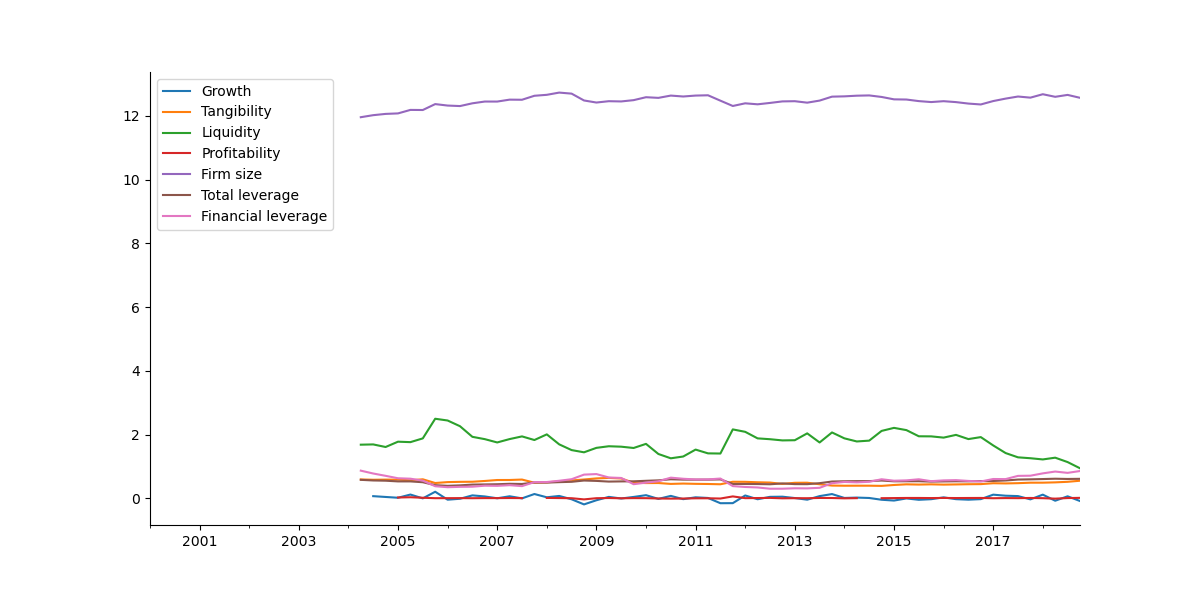 Growth
Tangibility
Liquidity
Profitability
Firm size
Total leverage
Financial leverage
12
10
8
6
4
2
0
2001 2003 2005 2007 2009 2011 2013 2015 2017